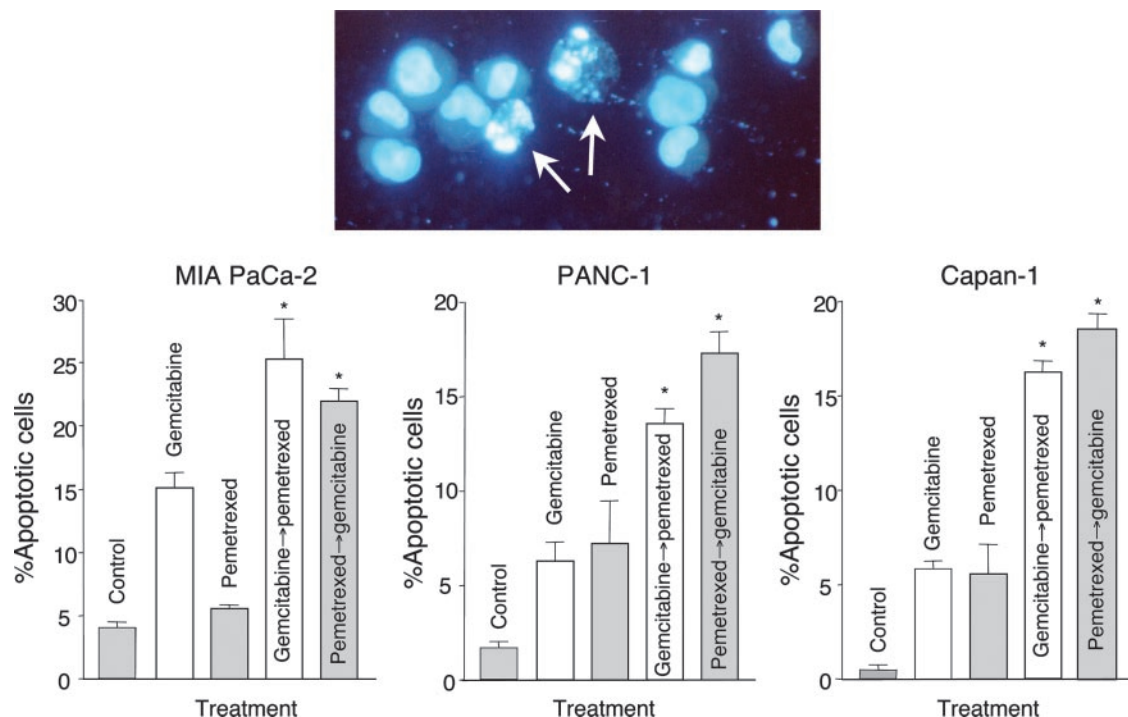 MIA PaCa-2
%Apoptotic cells
30
25
20
15
10
5
0
Control
Gemcitabine
Pemetrexed
*
Gemcitabine→pemetrexed
*
Pemetrexed→gemcitabine
Treatment
PANC-1
%Apoptotic cells
20
15
10
5
0
Control
Gemcitabine
Pemetrexed
*
Gemcitabine→pemetrexed
*
Pemetrexed→gemcitabine
Treatment
Capan-1
%Apoptotic cells
20
15
10
5
0
Control
Gemcitabine
Pemetrexed
*
Gemcitabine→pemetrexed
*
Pemetrexed→gemcitabine
Treatment